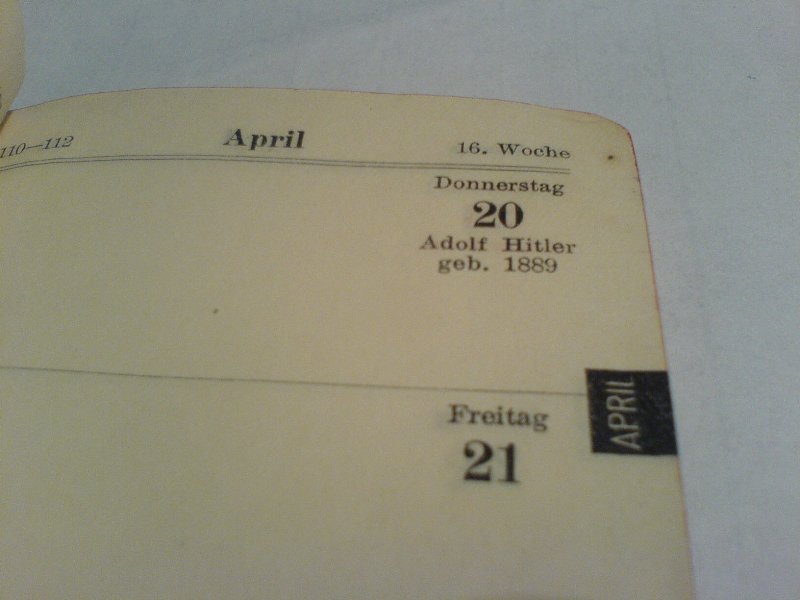 110—112 April 16. Woche
Donnerstag
20
Adolf Hitler
geb. 1889
Freitag
21
APRIL